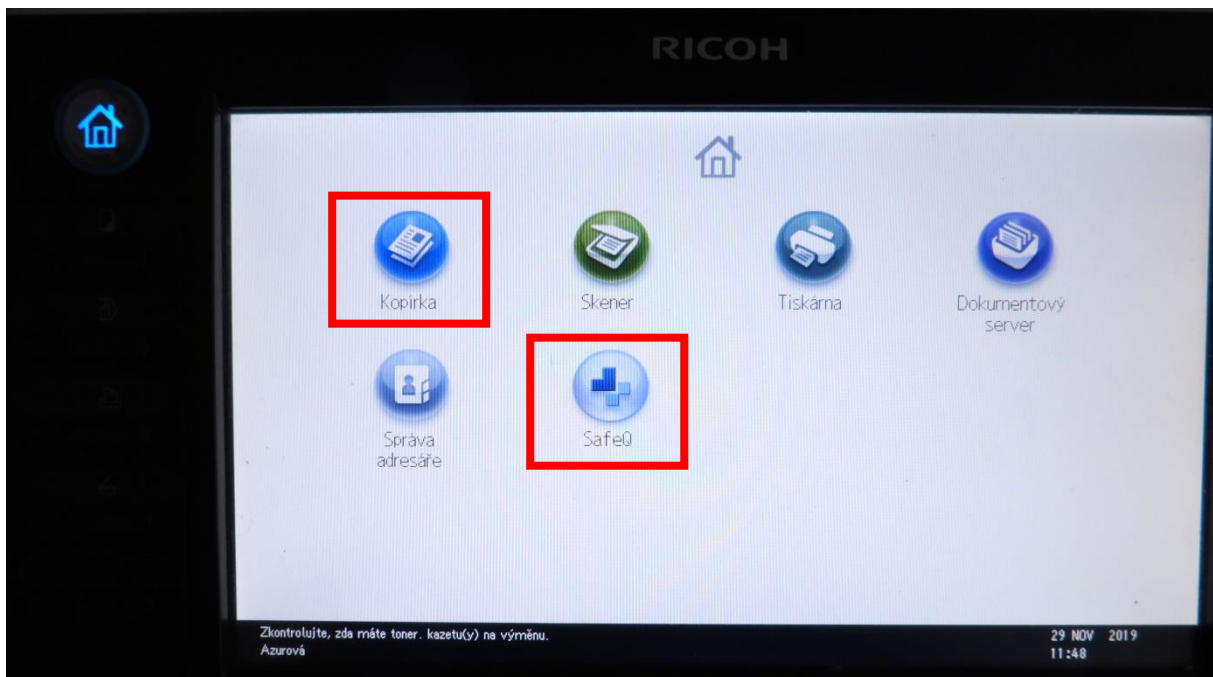 RICOH
Kopírka
Skener
Tiskárna
Dokumentový
server
Správa
adresáře
SafeQ
Zkontrolujte, zda máte toner. kazetu(y) na výměnu.
Azurová
29 NOV 2019
11:48